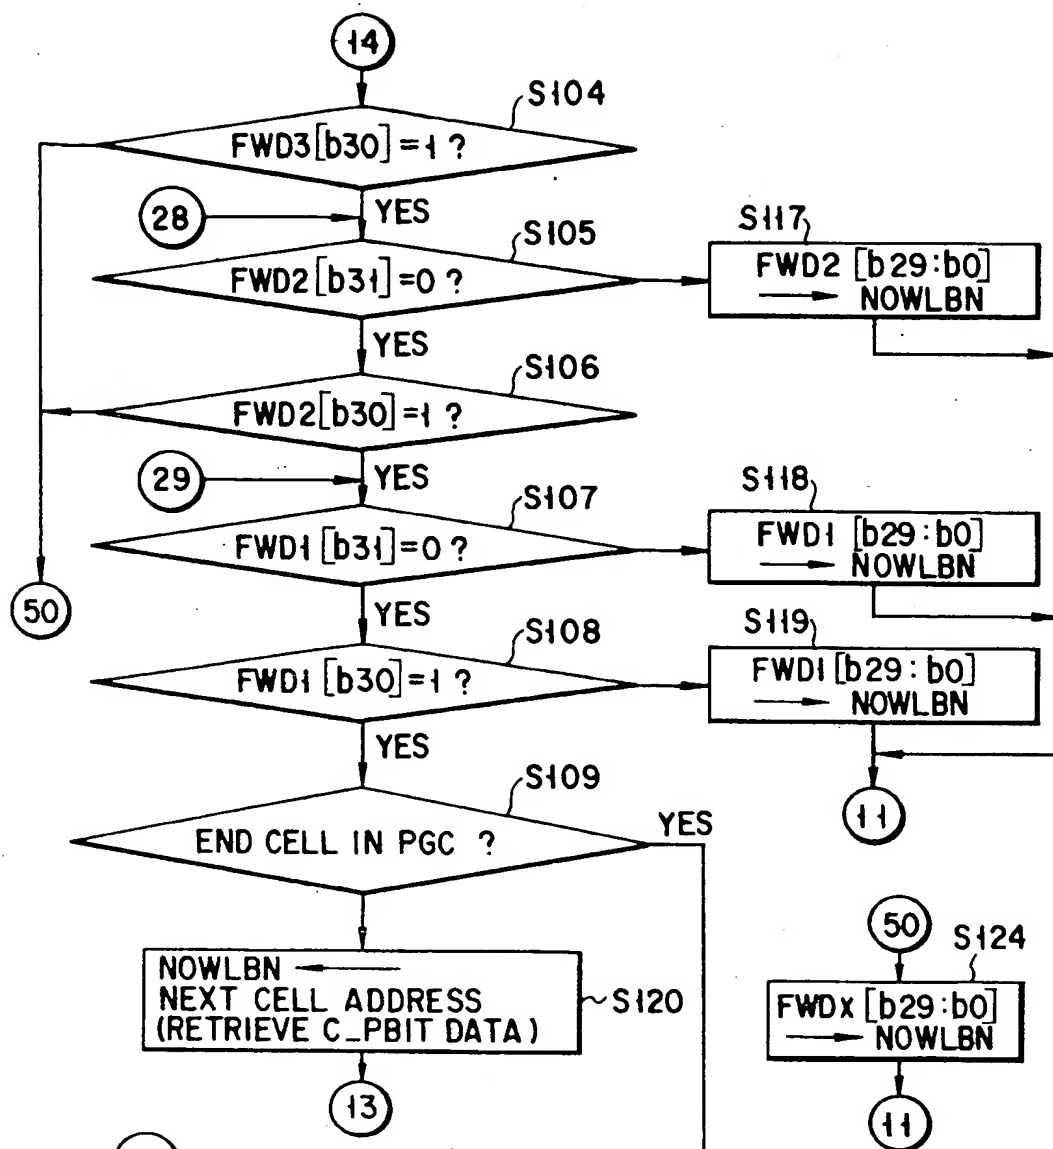 14
S104
FWD3[b30]=1 ?
YES
28
S105
FWD2[b31]=0 ?
S117
FWD2 [b29:b0]
→ NOWLBN
YES
S106
FWD2[b30]=1 ?
YES
29
S107
FWD1[b31]=0 ?
S118
FWD1 [b29:b0]
→ NOWLBN
50
YES
S108
FWD1[b30]=1 ?
S119
FWD1[b29:b0]
→ NOWLBN
YES
S109
END CELL IN PGC ?
YES
11
NOWLBN ←
NEXT CELL ADDRESS
(RETRIEVE C_PBIT DATA)
S120
13
50
S124
FWDX[b29:b0]
→ NOWLBN
11